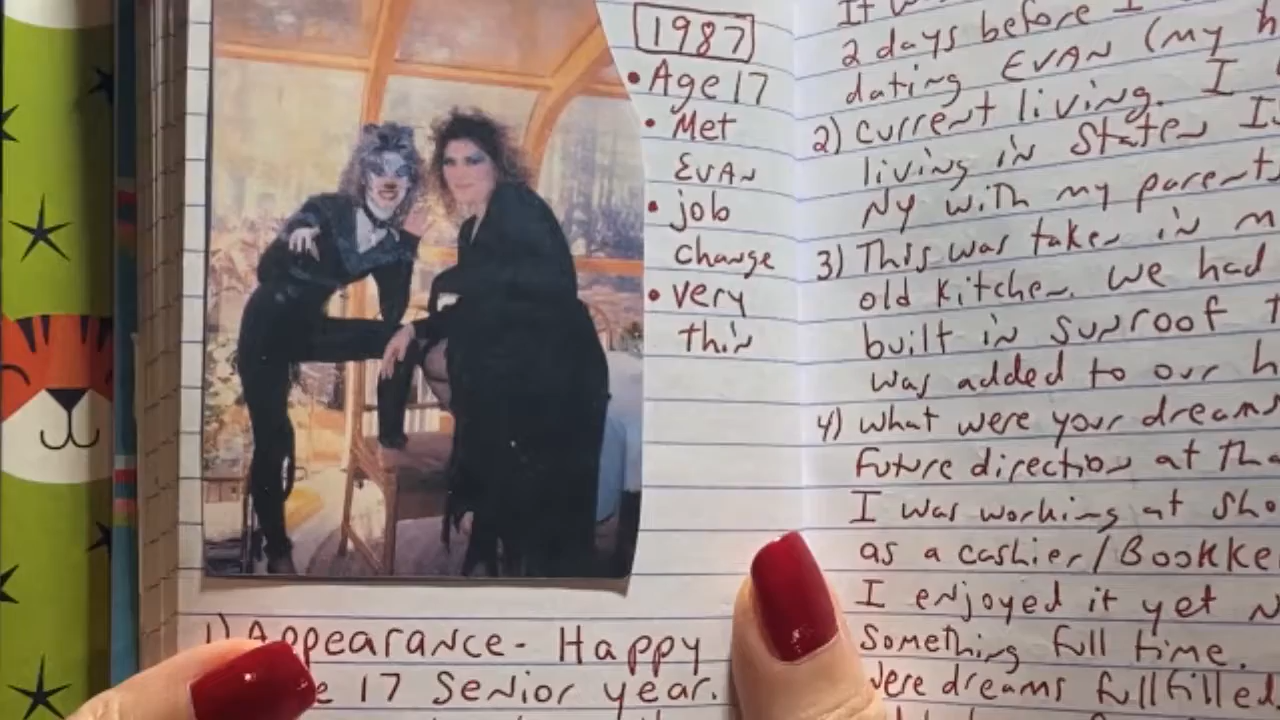 1987
• Age 17
• Met
EVAN
• job
change
• very
thin
1) Appearance - Happy
17 Senior year.
2 days before I
dating EVAN (my
2) Current living. I
living in Staten
NY with my parents
3) This was taken in
old kitchen. We had
built in sunroof
was added to our
4) What were your dreams
Future direction at
I was working at
as a cashier/
I enjoyed it yet
something full time.
were dreams fullfilled